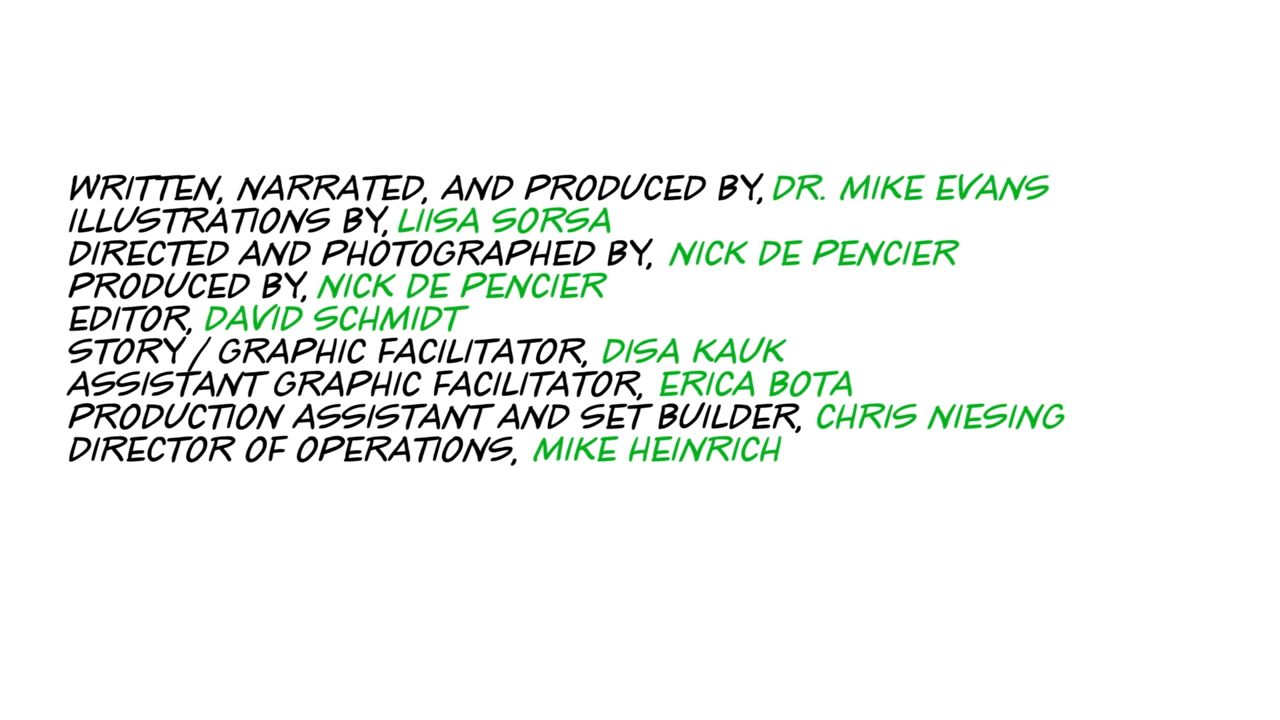 WRITTEN, NARRATED, AND PRODUCED BY, DR. MIKE EVANS
ILLUSTRATIONS BY, LIISA SORSA
DIRECTED AND PHOTOGRAPHED BY, NICK DE PENCIER
PRODUCED BY, NICK DE PENCIER
EDITOR, DAVID SCHMIDT
STORY / GRAPHIC FACILITATOR, DISA KAUK
ASSISTANT GRAPHIC FACILITATOR, ERICA BOTA
PRODUCTION ASSISTANT AND SET BUILDER, CHRIS NIESING
DIRECTOR OF OPERATIONS, MIKE HEINRICH